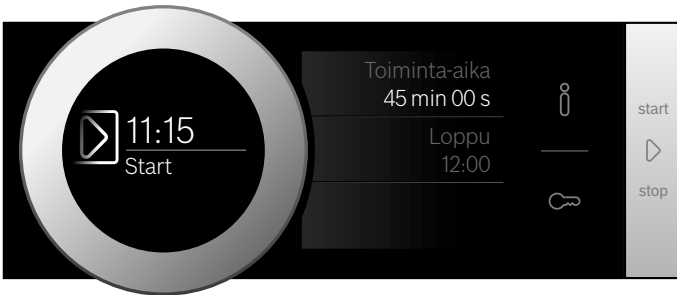 11:15
Start
Toiminta-aika
45 min 00 s
Loppu
12:00
start
stop